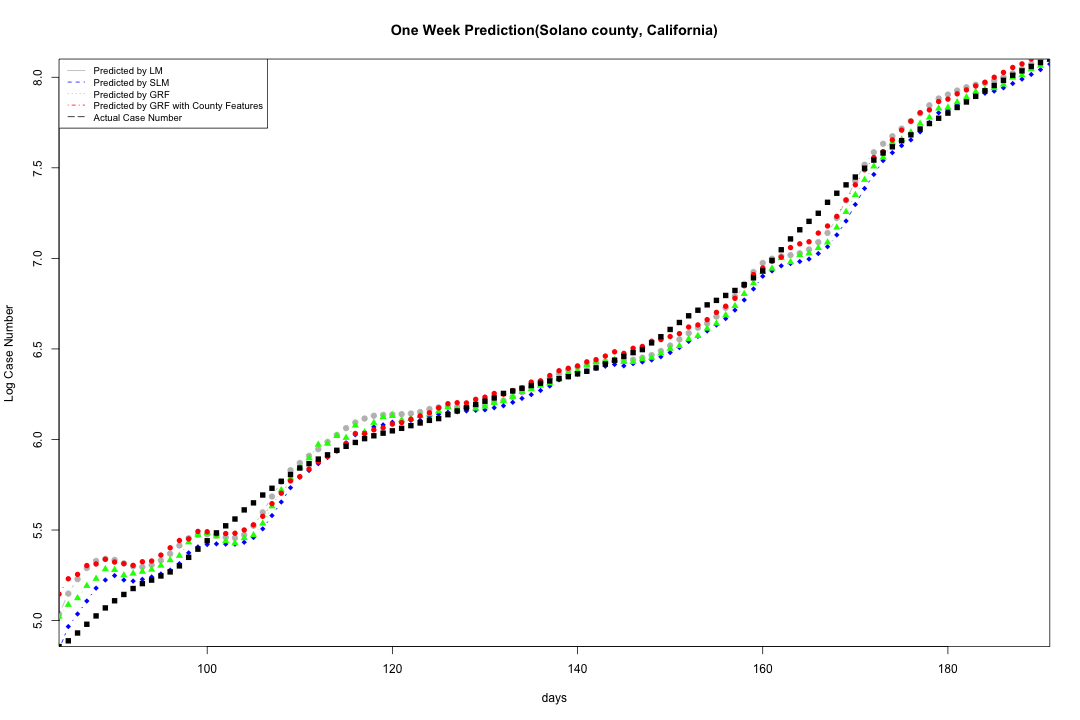 One Week Prediction(Solano county, California)
Predicted by LM
Predicted by SLM
Predicted by GRF
Predicted by GRF with County Features
Actual Case Number
8.0
7.5
7.0
6.5
6.0
5.5
5.0
Log Case Number
100 120 140 160 180
days